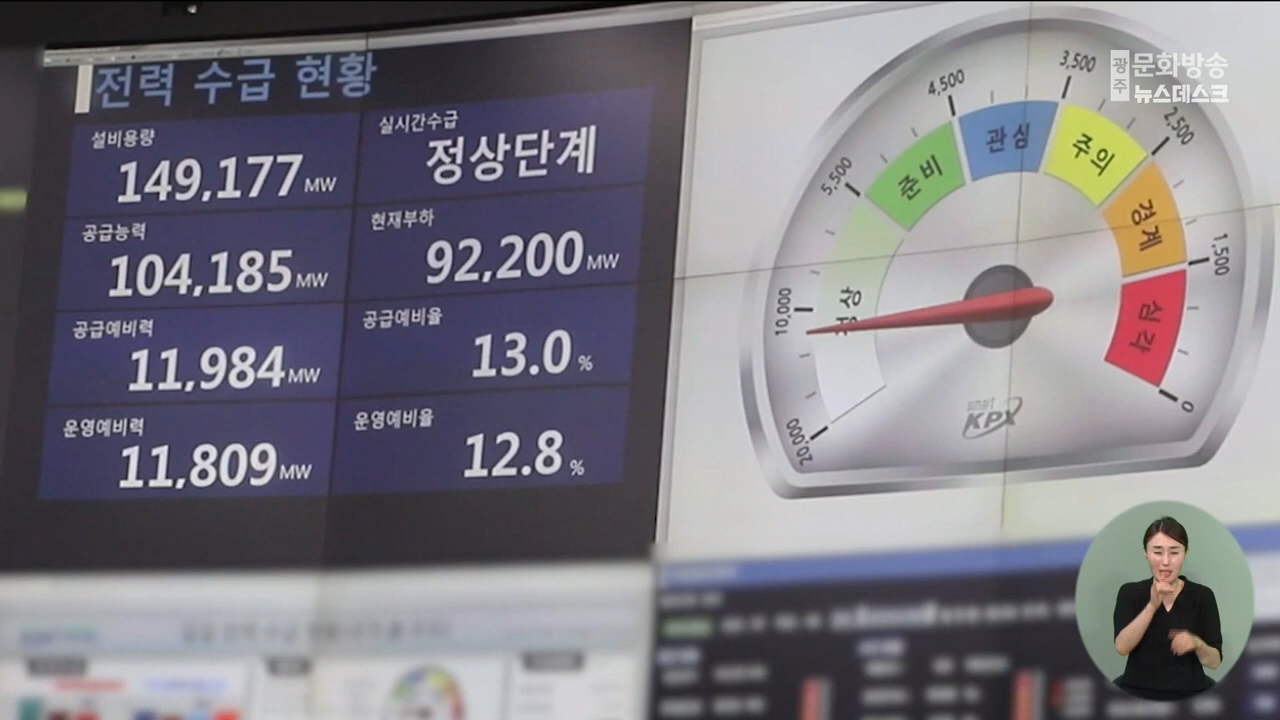 전력 수급 현황
설비용량
149,177 MW
실시간수급
정상단계
공급능력
104,185 MW
현재부하
92,200 MW
공급예비력
11,984 MW
공급예비율
13.0 %
운영예비력
11,809 MW
운영예비율
12.8 %
20,000
10,000
5,500
4,500
3,500
2,500
1,500
0
정상
준비
관심
주의
경계
심각
smart
KPX
광주
문화방송
뉴스데스크